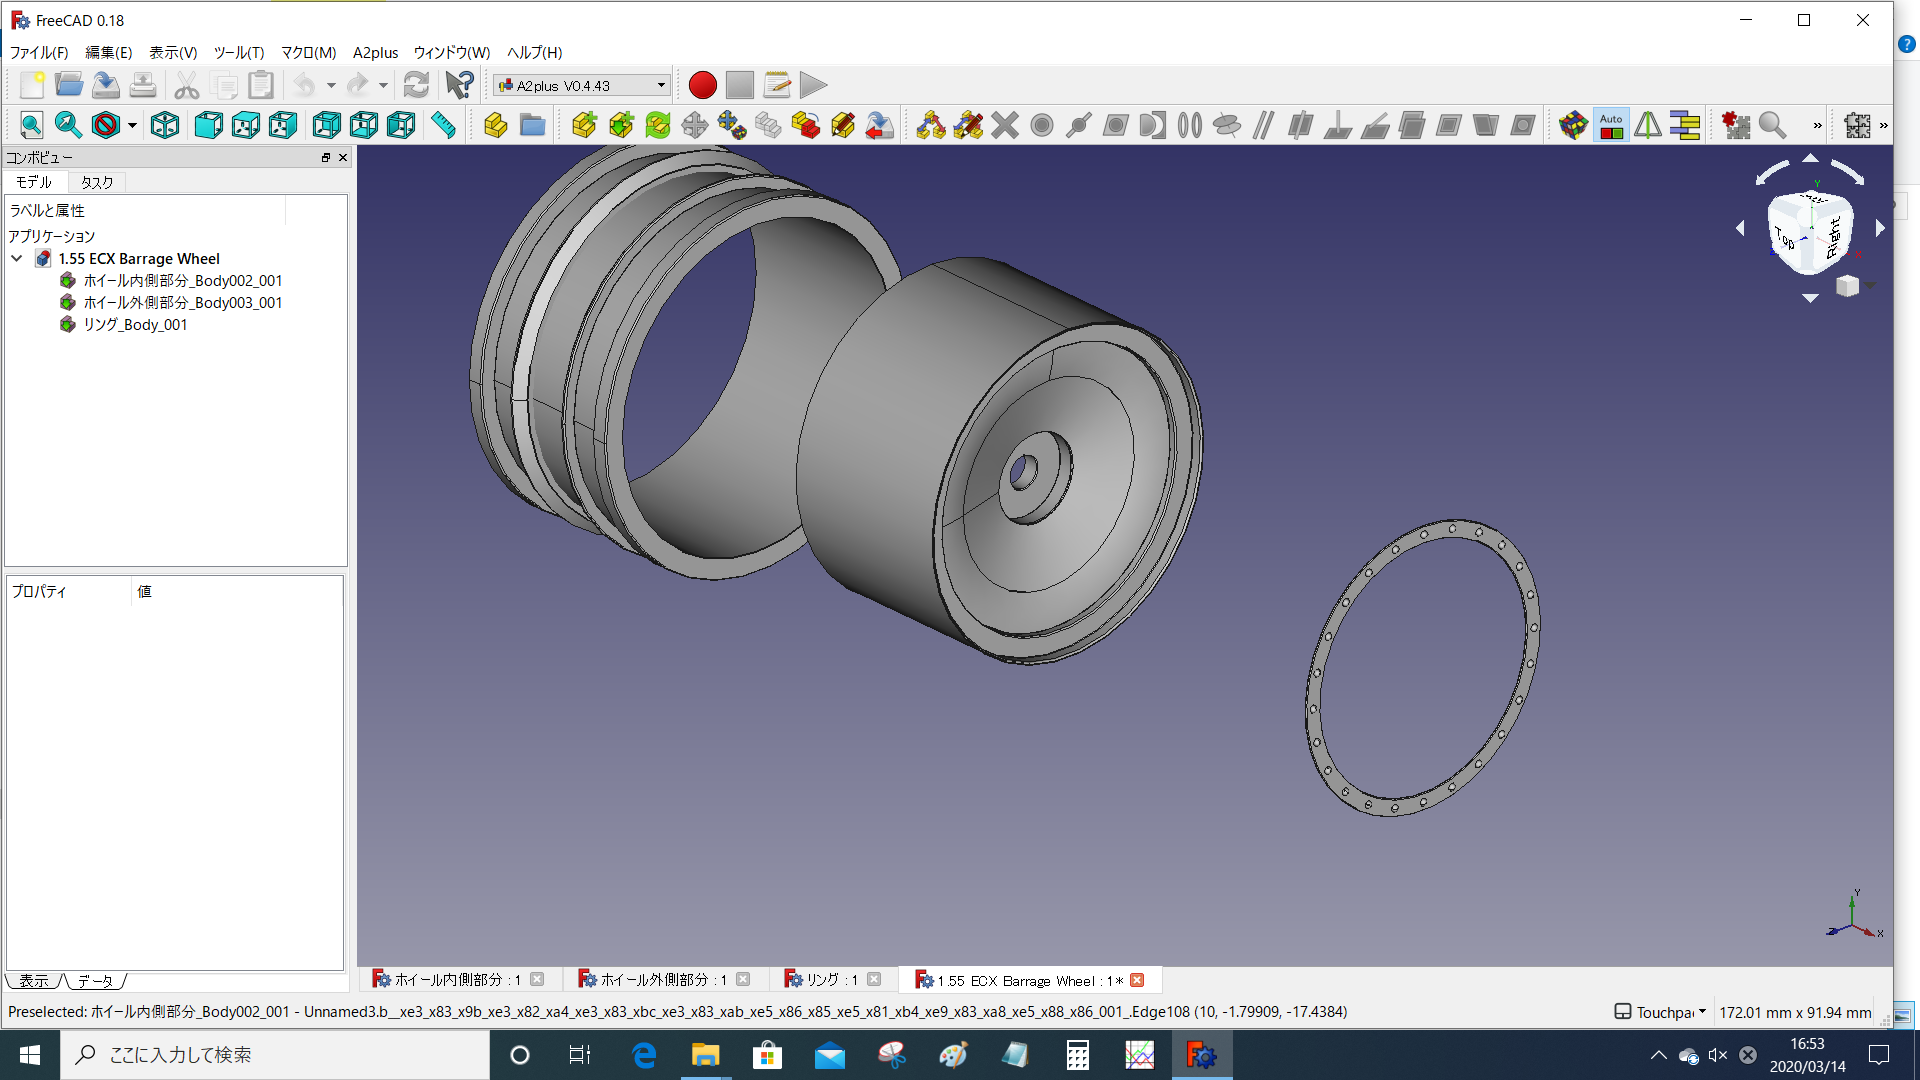 FreeCAD 0.18
ファイル(F) 編集(E) 表示(V) ツール(T) マクロ(M) A2plus ウィンドウ(W) ヘルプ(H)
A2plus V0.4.43
Auto
コンボビュー
モデル タスク
ラベルと属性
アプリケーション
1.55 ECX Barrage Wheel
ホイール内側部分_Body002_001
ホイール外側部分_Body003_001
リング_Body_001
Top Right
プロパティ 値
Y
Z X
表示 データ
ホイール内側部分 : 1 ホイール外側部分 : 1 リング : 1 1.55 ECX Barrage Wheel : 1*
Preselected: ホイール内側部分_Body002_001 - Unnamed3.b__xe3_x83_x9b_xe3_x82_xa4_xe3_x83_xbc_xe3_x83_xab_xe5_x86_x85_xe5_x81_xb4_xe9_x83_xa8_xe5_x88_x86_001_.Edge108 (10, -1.79909, -17.4384) Touchpa 172.01 mm x 91.94 mm
ここに入力して検索
16:53
2020/03/14